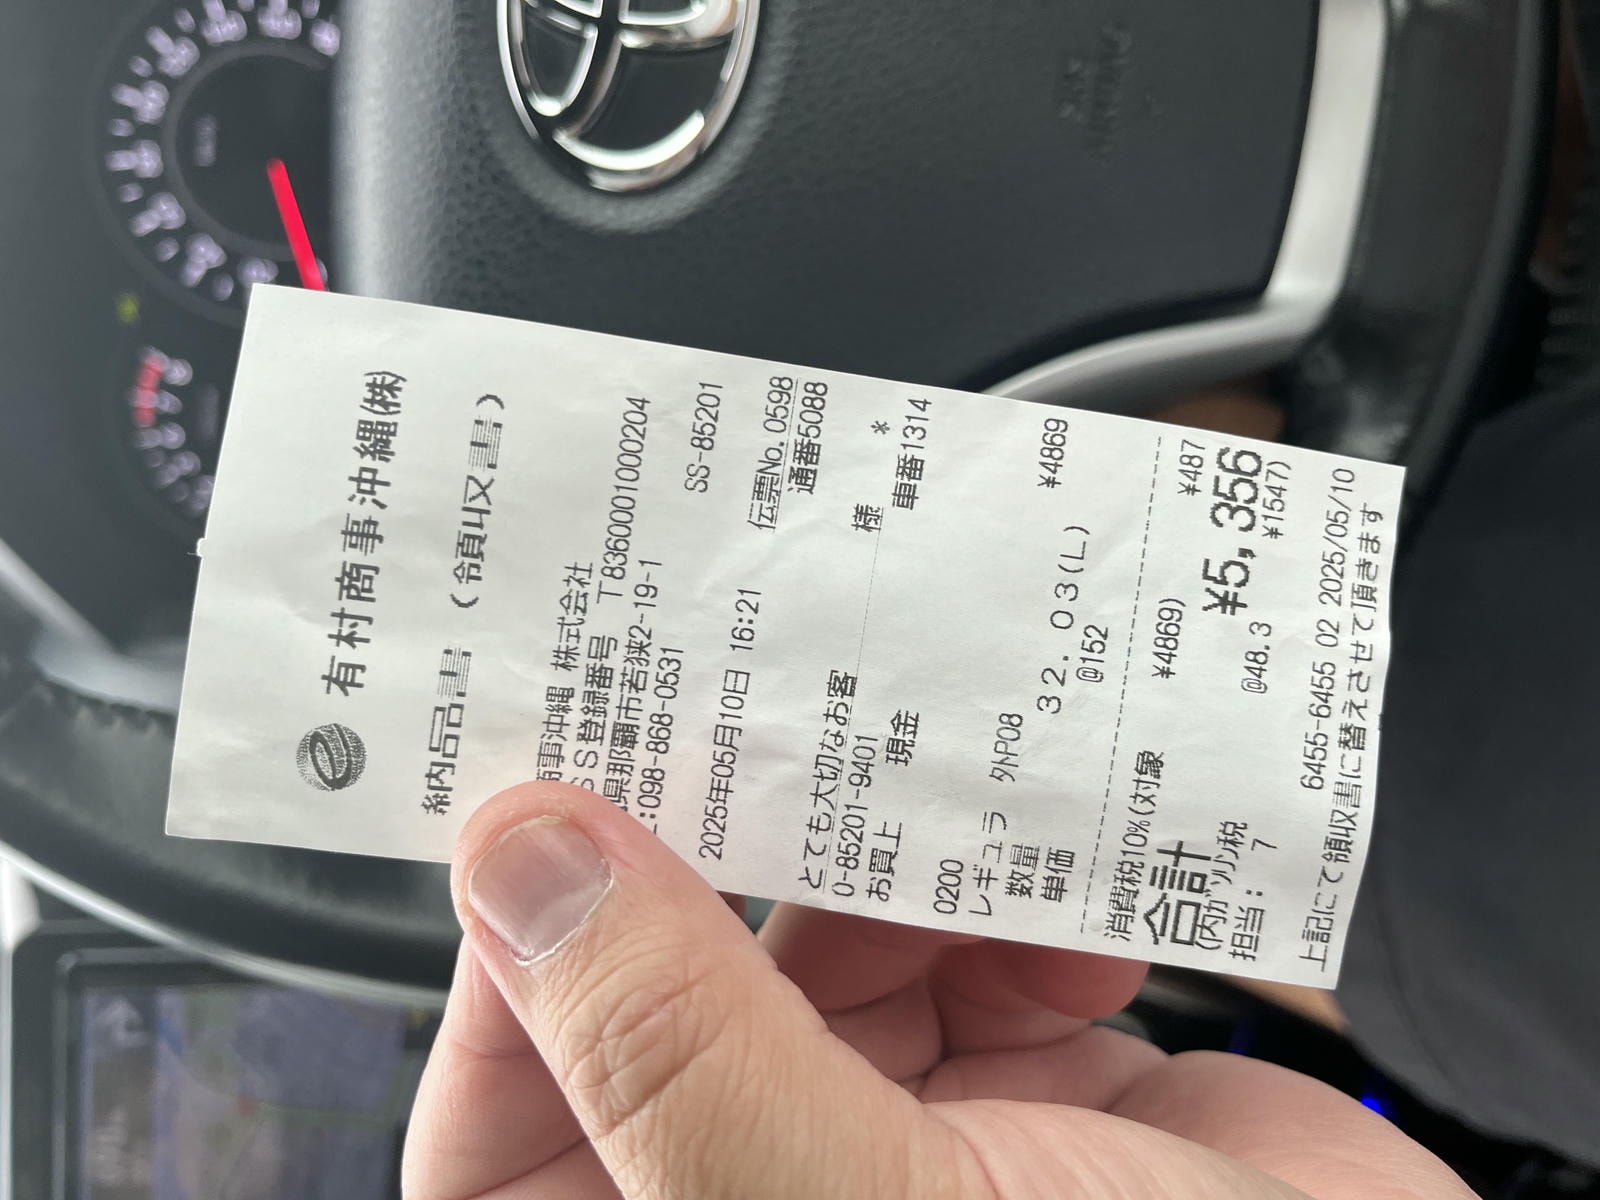 有村商事沖縄(株)
納品書(領収書)
商事沖縄 株式会社
SS登録番号 T8360001000204
県那覇市若狭2-19-1
:098-868-0531
SS-85201
2025年05月10日 16:21
伝票No.0598
通番5088
とても大切なお客 様
0-85201-9401 *
お買上 現金 車番1314
0200
レギュラ 外P08 ¥4869
数量 32.03(L)
単価 @152
消費税10%(対象 ¥4869) ¥487
合計 ¥5,356
(内ガソリン税 @48.3 ¥1547)
担当: 7
6455-6455 02 2025/05/10
上記にて領収書に替えさせて頂きます